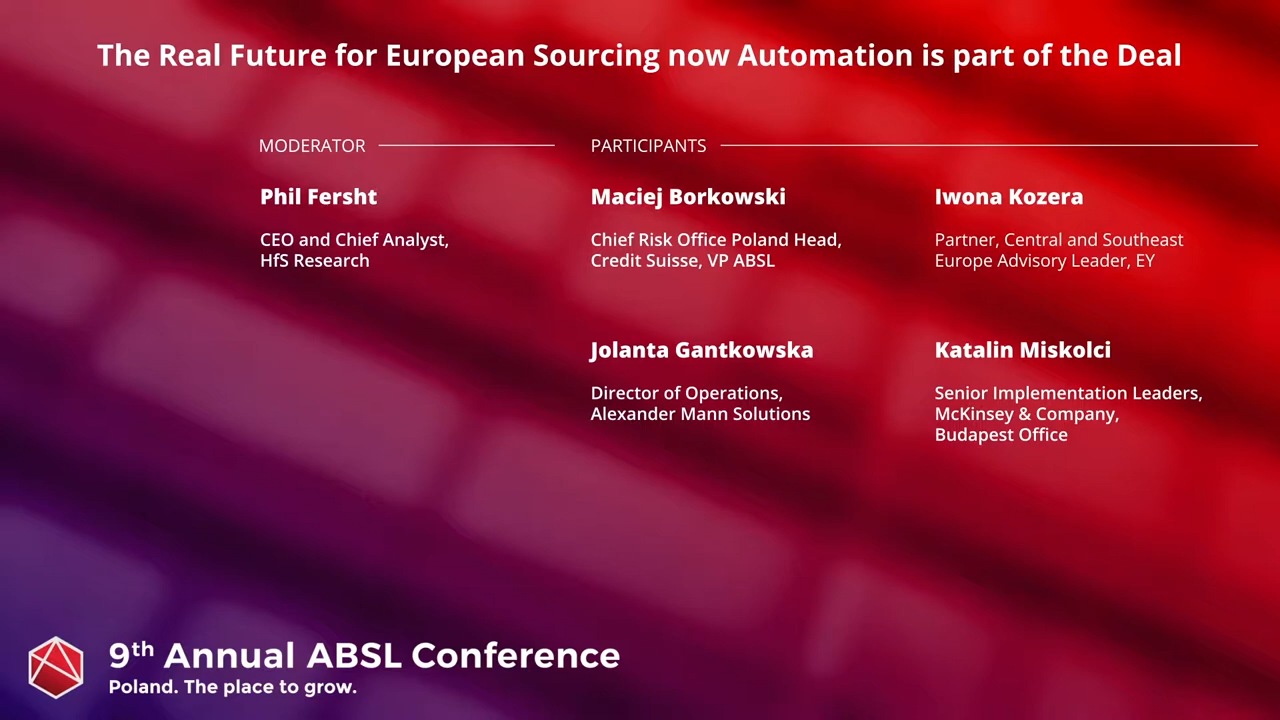 The Real Future for European Sourcing now Automation is part of the Deal
MODERATOR
Phil Fersht
CEO and Chief Analyst,
HfS Research
PARTICIPANTS
Maciej Borkowski
Chief Risk Office Poland Head,
Credit Suisse, VP ABSL
Iwona Kozera
Partner, Central and Southeast
Europe Advisory Leader, EY
Jolanta Gantkowska
Director of Operations,
Alexander Mann Solutions
Katalin Miskolci
Senior Implementation Leaders,
McKinsey & Company,
Budapest Office
9th Annual ABSL Conference
Poland. The place to grow.